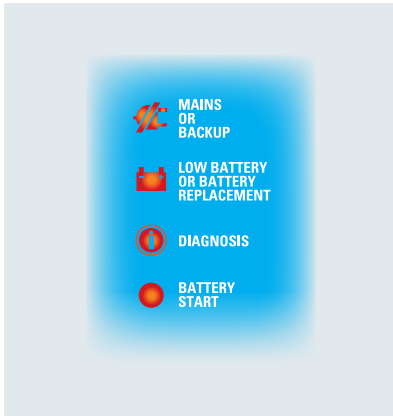 MAINS
OR
BACKUP
LOW BATTERY
OR BATTERY
REPLACEMENT
DIAGNOSIS
BATTERY
START